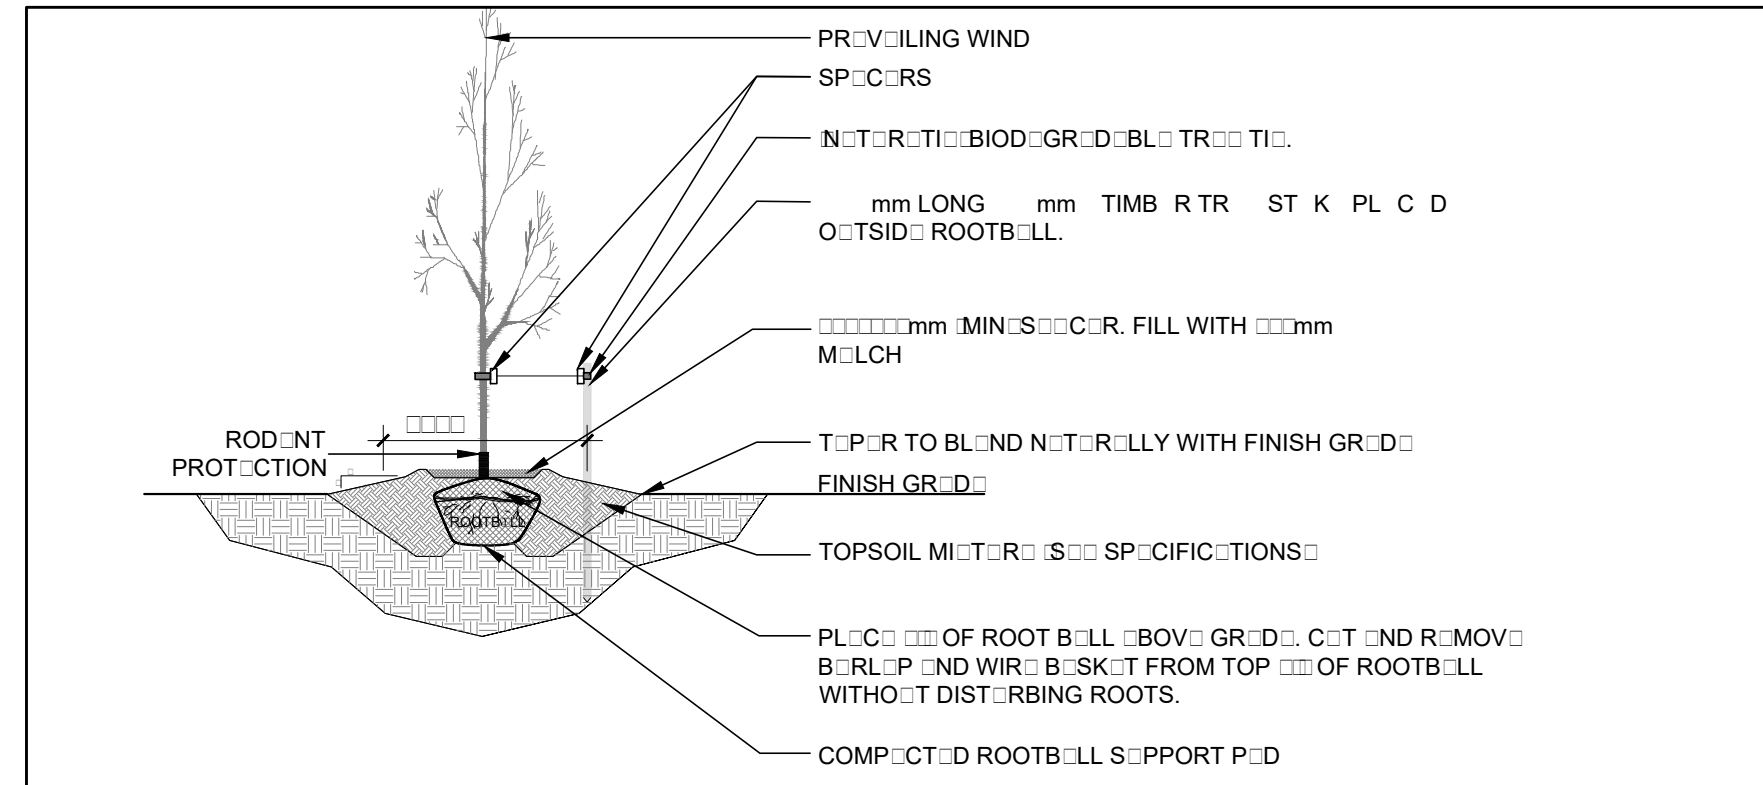 PR□V□ILING WIND
SP□C□RS
□N□T□R□TI□□BIOD□GR□D□BL□ TR□□ TI□.
mm LONG mm TIMB R TR ST K PL C D
O□TSID□ ROOTB□LL.
□□□□□□□mm □MIN□S□□C□R. FILL WITH □□□mm
M□LCH
□□□□
ROD□NT
PROT□CTION
T□P□R TO BL□ND N□T□R□LLY WITH FINISH GR□D□
FINISH GR□D□
ROOTB□LL
TOPSOIL MI□T□R□ □S□□ SP□CIFIC□TIONS□
PL□C□ □□□ OF ROOT B□LL □BOV□ GR□D□. C□T □ND R□MOV□
B□RL□P □ND WIR□ B□SK□T FROM TOP □□□ OF ROOTB□LL
WITHO□T DIST□RBING ROOTS.
COMP□CT□D ROOTB□LL S□PPORT P□D